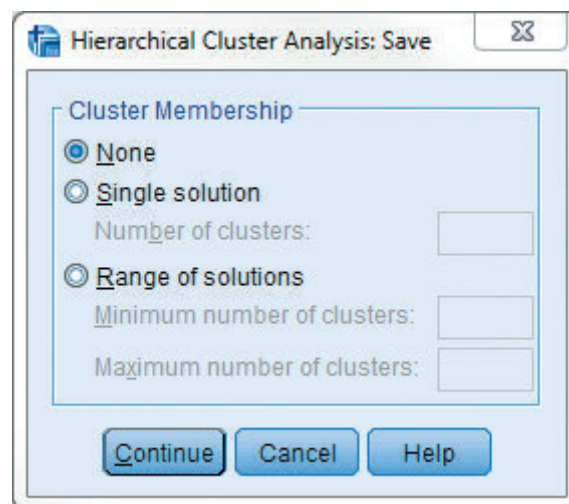 Hierarchical Cluster Analysis: Save
Cluster Membership
None
Single solution
Number of clusters:
Range of solutions
Minimum number of clusters:
Maximum number of clusters:
Continue Cancel Help